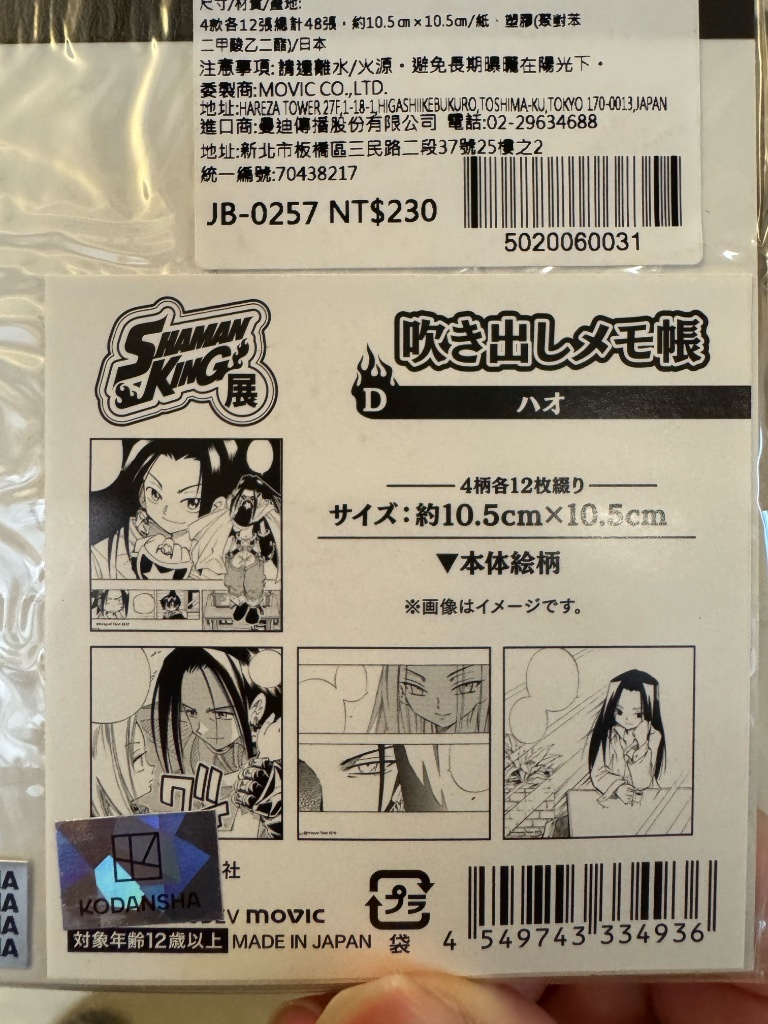 尺寸/材質/產地:
4款各12張總計48張，約10.5㎝×10.5㎝/紙、塑膠(聚對苯
二甲酸乙二酯)/日本
注意事項:請遠離水/火源，避免長期曝曬在陽光下。
委製商:MOVIC CO.,LTD.
地址:HAREZA TOWER 27F,1-18-1,HIGASHIIKEBUKURO,TOSHIMA-KU,TOKYO 170-0013,JAPAN
進口商:曼迪傳播股份有限公司 電話:02-29634688
地址:新北市板橋區三民路二段37號25樓之2
統一編號:70438217
JB-0257 NT$230
5020060031
SHAMAN KING展
吹き出しメモ帳
D ハオ
4柄各12枚綴り
サイズ：約10.5cm×10.5cm
▼本体絵柄
※画像はイメージです。
社
KODANSHA
DEV movic
対象年齢12歳以上 MADE IN JAPAN
プラ
袋
4 549743 334936